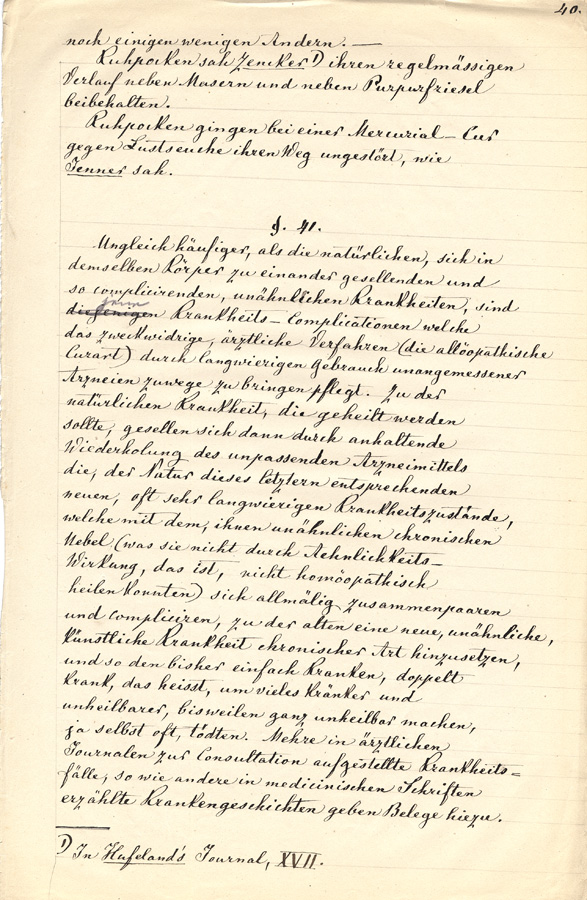 40.
noch einigen wenigen Andern. —
Kuhpocken sah Zencker 1) ihren regelmässigen
Verlauf neben Masern und neben Purpurfriesel
beibehalten.
Kuhpocken gingen bei einer Mercurial-Cur
gegen Lustseuche ihren Weg ungestört, wie
Jenner sah.
§. 41.
Ungleich häufiger, als die natürlichen, sich in
demselben Körper zu einander gesellenden und
so complicirenden, unähnlichen Krankheiten, sind
jene
diejenigen Krankheits-Complicationen welche
das zweckwidrige, ärztliche Verfahren (die allöopathische
Curart) durch langwierigen Gebrauch unangemessener
Arzneien zuwege zu bringen pflegt. Zu der
natürlichen Krankheit, die geheilt werden
sollte, gesellen sich dann durch anhaltende
Wiederholung des unpassenden Arzneimittels
die, der Natur dieses letztern entsprechenden
neuen, oft sehr langwierigen Krankheitszustände,
welche mit dem, ihnen unähnlichen chronischen
Uebel (was sie nicht durch Aehnlichkeits-
Wirkung, das ist, nicht homöopathisch
heilen konnten) sich allmälig zusammenpaaren
und compliciren, zu der alten eine neue, unähnliche,
künstliche Krankheit chronischer Art hinzusetzen,
und so den bisher einfach Kranken, doppelt
krank, das heisst, um vieles kränker und
unheilbarer, bisweilen ganz unheilbar machen,
ja selbst oft, tödten. Mehre in ärztlichen
Journalen zur Consultation aufgestellte Krankheits=
fälle, so wie andere in medicinischen Schriften
erzählte Krankengeschichten geben Belege hiezu.
1) In Hufeland's Journal, XVII.